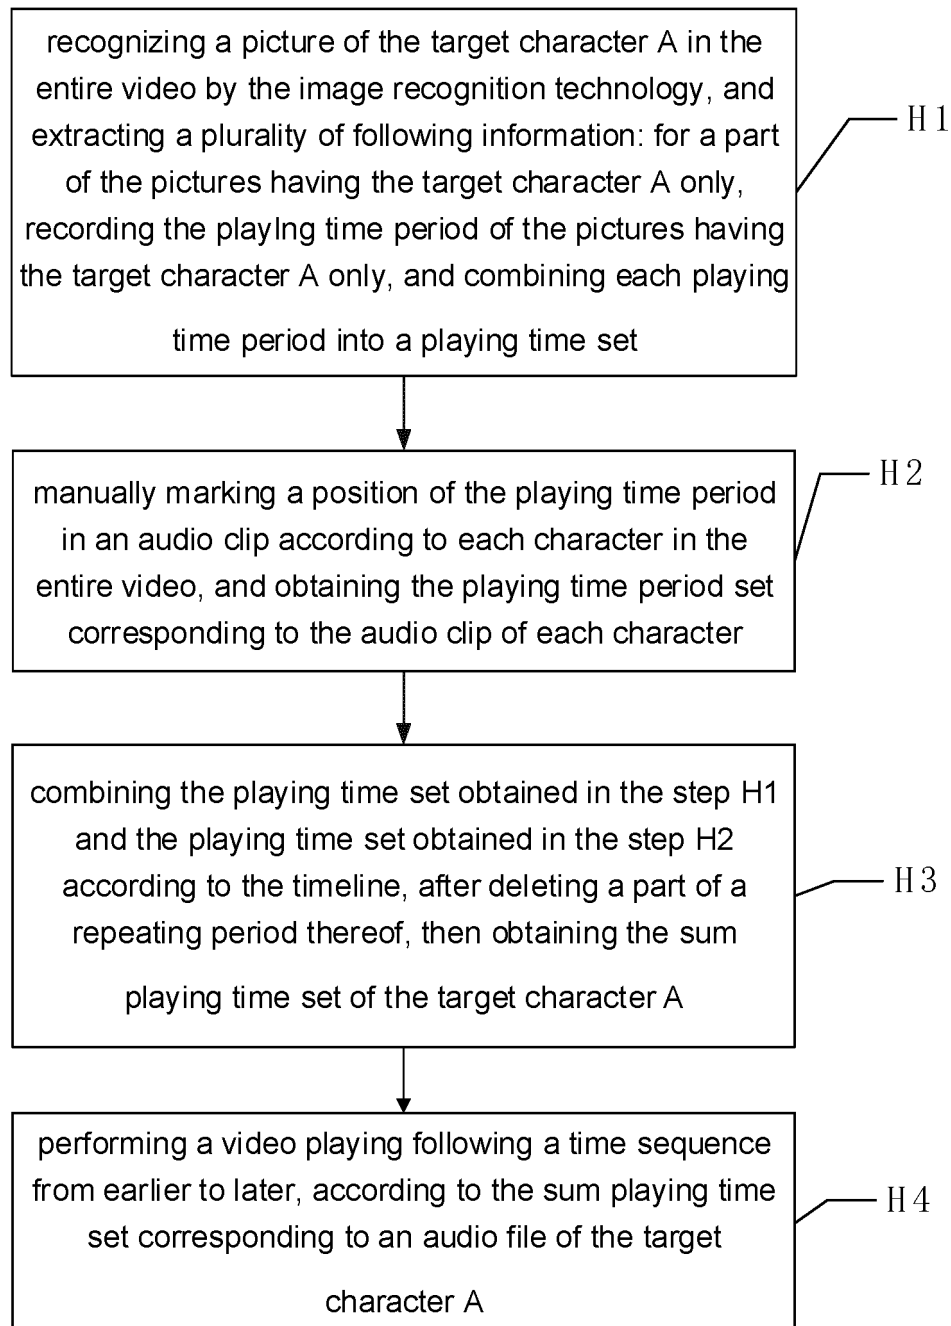 recognizing a picture of the target character A in the
entire video by the image recognition technology, and
extracting a plurality of following information: for a part
of the pictures having the target character A only,
recording the playIng time period of the pictures having
the target character A only, and combining each playing
time period into a playing time set
H1
manually marking a position of the playing time period
in an audio clip according to each character in the
entire video, and obtaining the playing time period set
corresponding to the audio clip of each character
H2
combining the playing time set obtained in the step H1
and the playing time set obtained in the step H2
according to the timeline, after deleting a part of a
repeating period thereof, then obtaining the sum
playing time set of the target character A
H3
performing a video playing following a time sequence
from earlier to later, according to the sum playing time
set corresponding to an audio file of the target
character A
H4